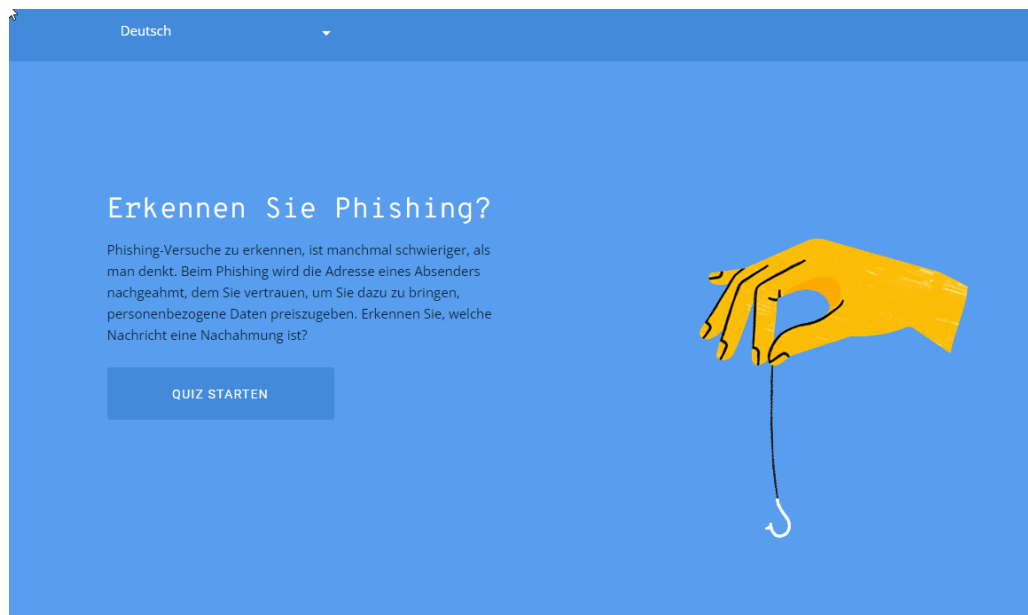 Deutsch
Erkennen Sie Phishing?
Phishing-Versuche zu erkennen, ist manchmal schwieriger, als
man denkt. Beim Phishing wird die Adresse eines Absenders
nachgeahmt, dem Sie vertrauen, um Sie dazu zu bringen,
personenbezogene Daten preiszugeben. Erkennen Sie, welche
Nachricht eine Nachahmung ist?
QUIZ STARTEN